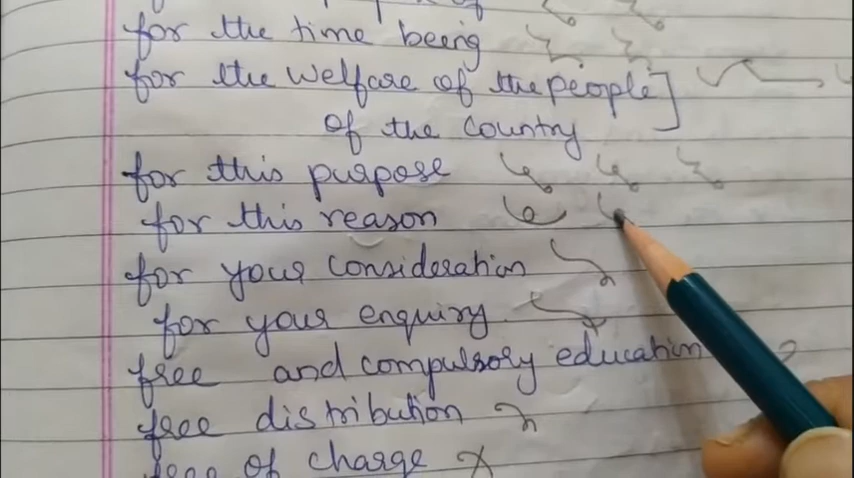 for the time being
for the welfare of the people
of the country
for this purpose
for this reason
for your consideration
for your enquiry
free and compulsory education
free distribution
free of charge